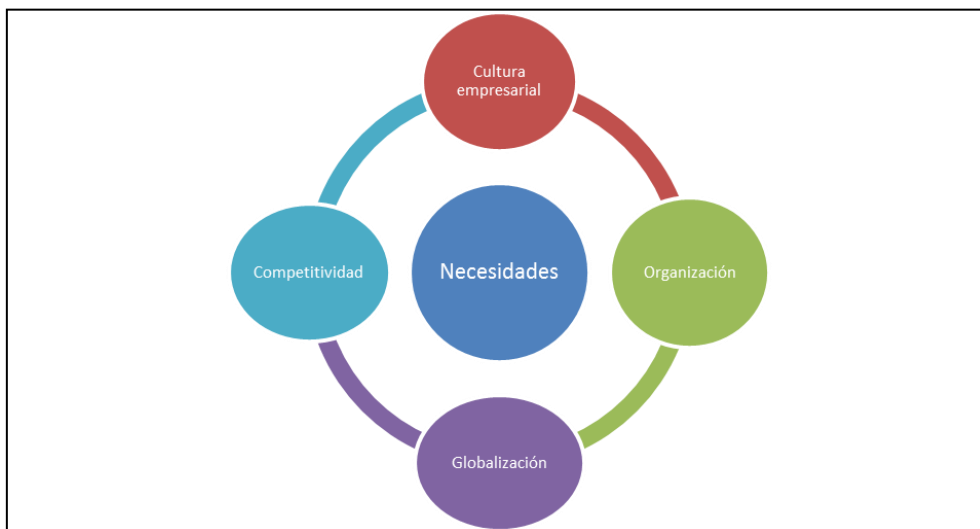 Cultura
empresarial
Competitividad
Necesidades
Organización
Globalización